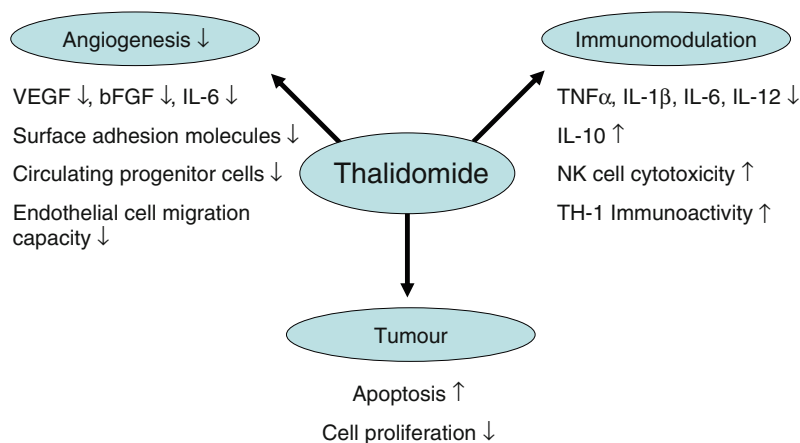 Angiogenesis ↓
VEGF ↓, bFGF ↓, IL-6 ↓
Surface adhesion molecules ↓
Circulating progenitor cells ↓
Endothelial cell migration
capacity ↓
Immunomodulation
TNFα, IL-1β, IL-6, IL-12 ↓
IL-10 ↑
NK cell cytotoxicity ↑
TH-1 Immunoactivity ↑
Thalidomide
Tumour
Apoptosis ↑
Cell proliferation ↓